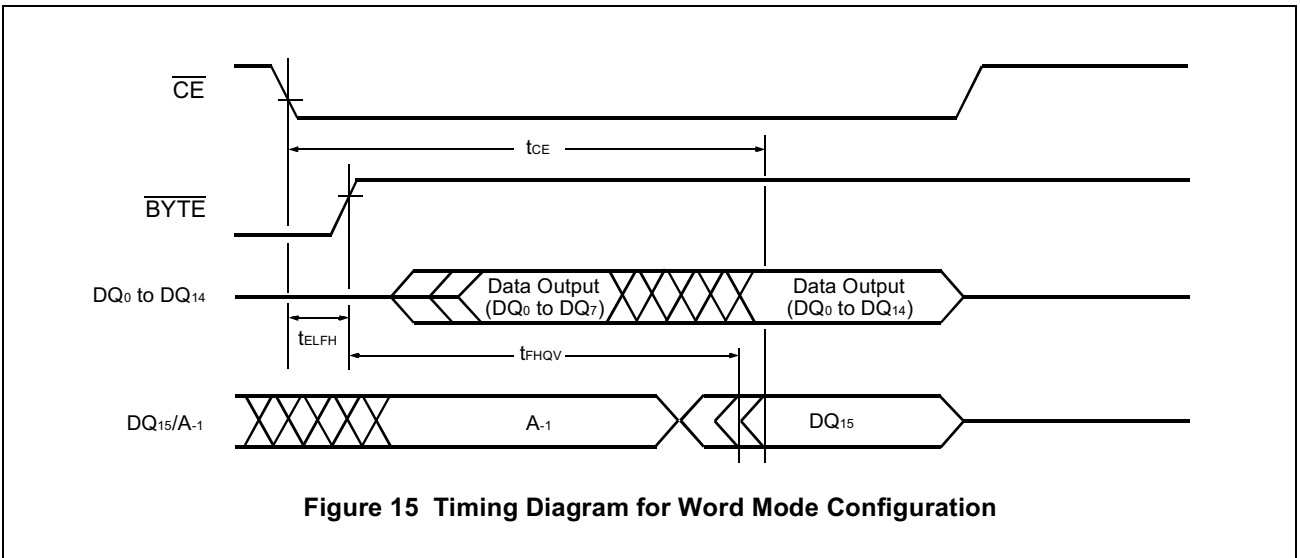 CE
tCE
BYTE
DQ0 to DQ14
Data Output
(DQ0 to DQ7)
Data Output
(DQ0 to DQ14)
tELFH
tFHQV
DQ15/A-1
A-1
DQ15
Figure 15 Timing Diagram for Word Mode Configuration